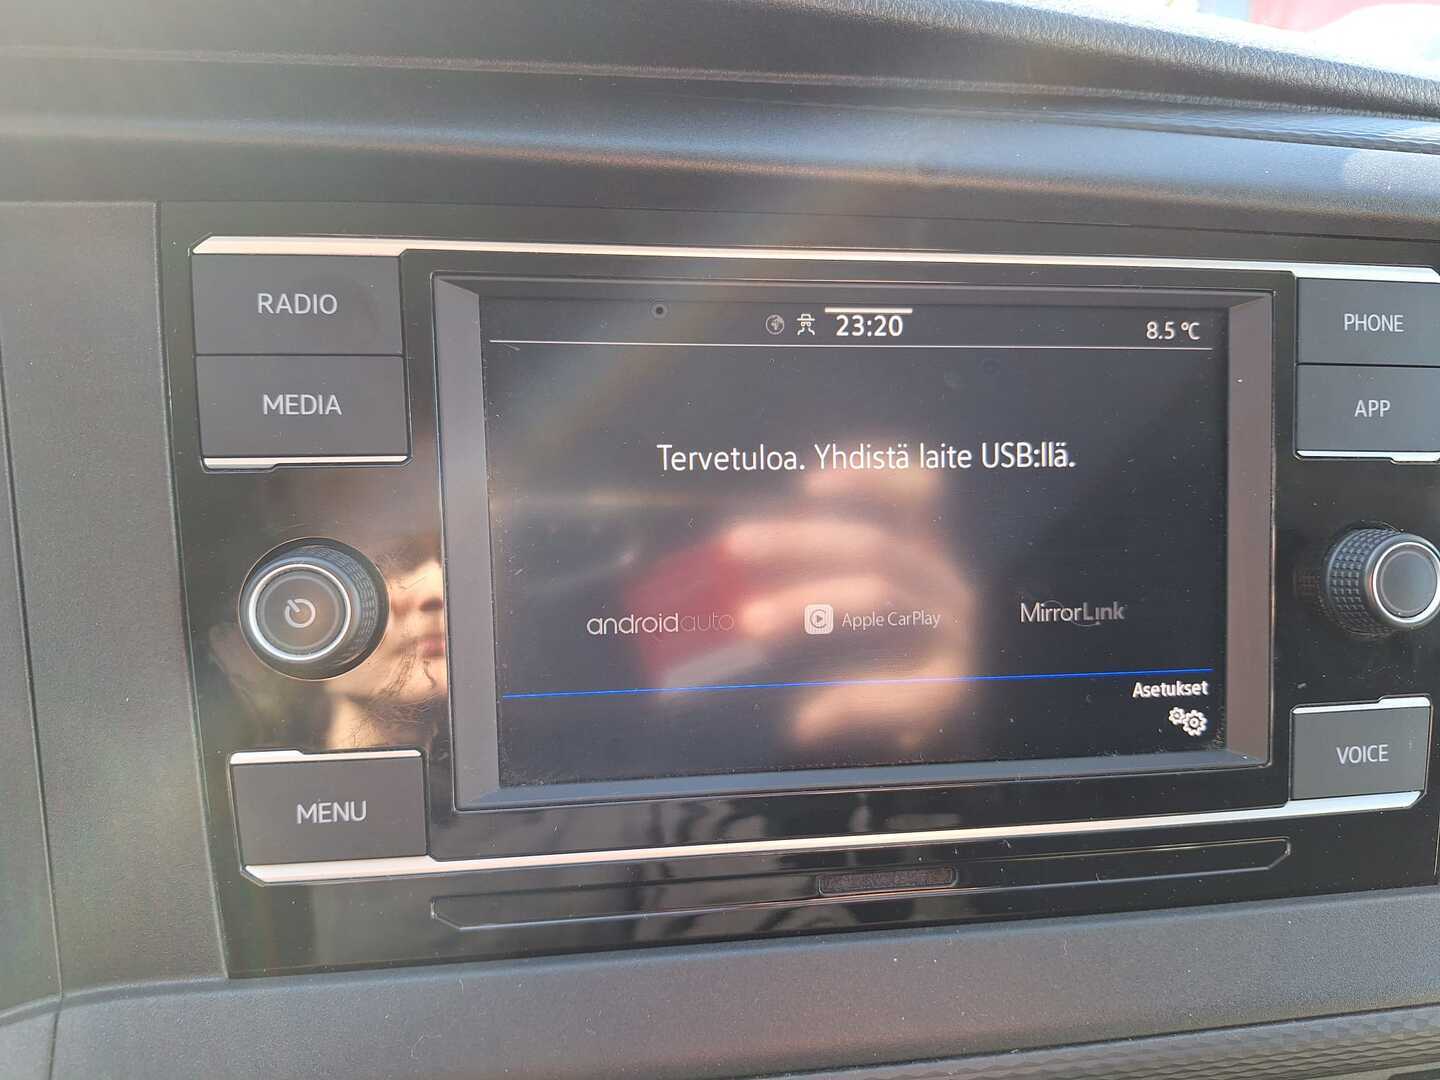 RADIO
MEDIA
MENU
23:20
8.5 °C
Tervetuloa. Yhdistä laite USB:llä.
androidauto
Apple CarPlay
MirrorLink
Asetukset
PHONE
APP
VOICE